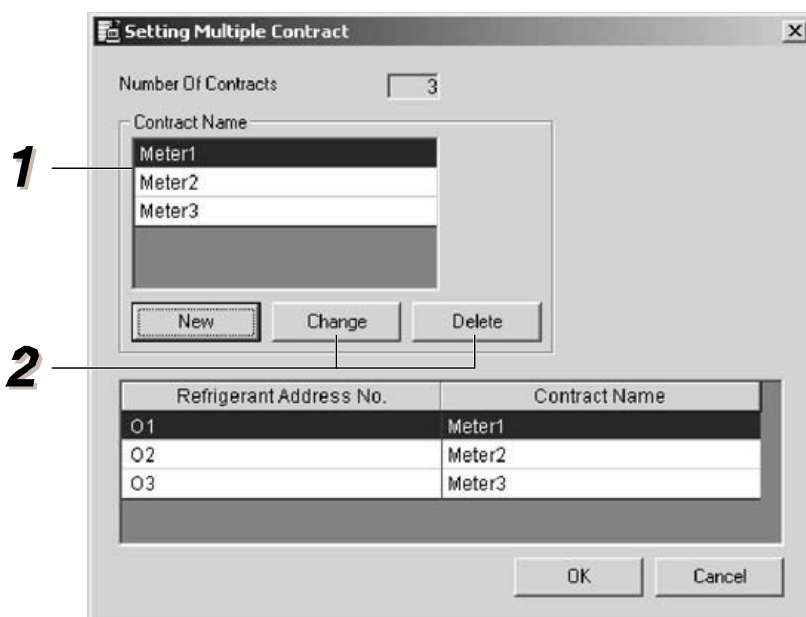 Setting Multiple Contract
Number Of Contracts 3
Contract Name
1
Meter1
Meter2
Meter3
New Change Delete
2
Refrigerant Address No. Contract Name
O1 Meter1
O2 Meter2
O3 Meter3
OK Cancel